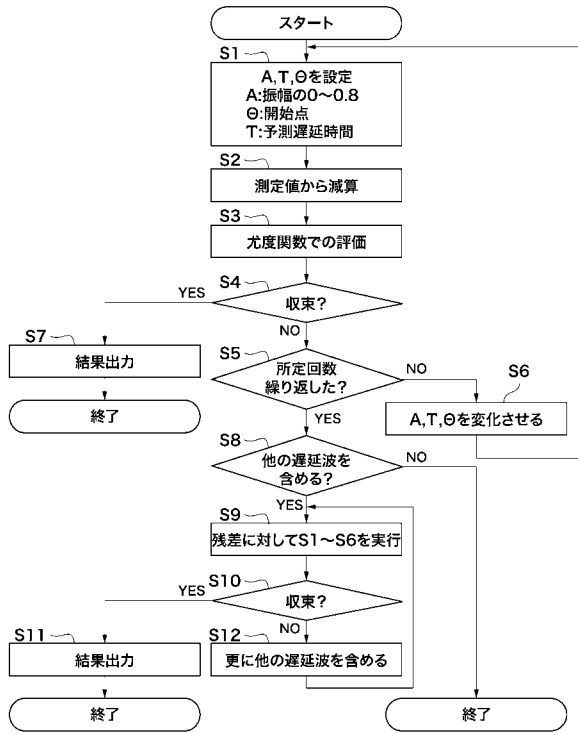 スタート
S1
A,T,Θを設定
A:振幅の0〜0.8
Θ:開始点
T:予測遅延時間
S2
測定値から減算
S3
尤度関数での評価
S4
YES
収束?
NO
S7
結果出力
終了
S5
所定回数
繰り返した?
NO
S6
A,T,Θを変化させる
YES
S8
他の遅延波を
含める?
NO
YES
S9
残差に対してS1〜S6を実行
S10
YES
収束?
NO
S11
結果出力
終了
S12
更に他の遅延波を含める
終了